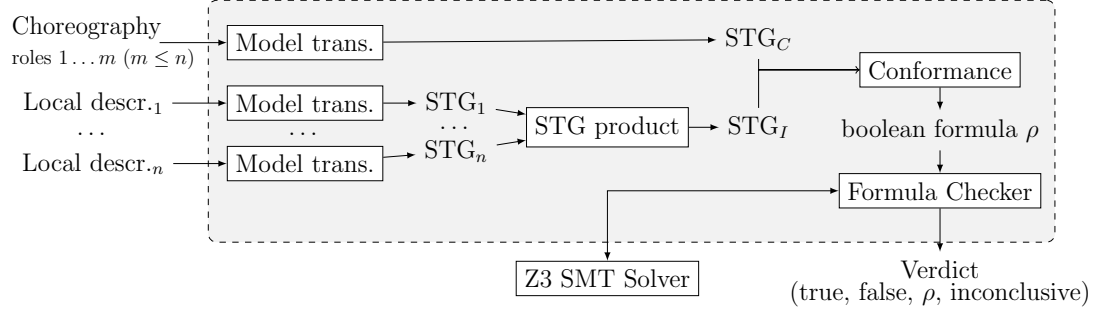 Choreography
roles 1 . . . m (m ≤ n)
Model trans.
STG_C
Conformance
Local descr._1
Model trans.
STG_1
. . .
. . .
. . .
STG product
STG_I
boolean formula ρ
Local descr._n
Model trans.
STG_n
Formula Checker
Z3 SMT Solver
Verdict
(true, false, ρ, inconclusive)